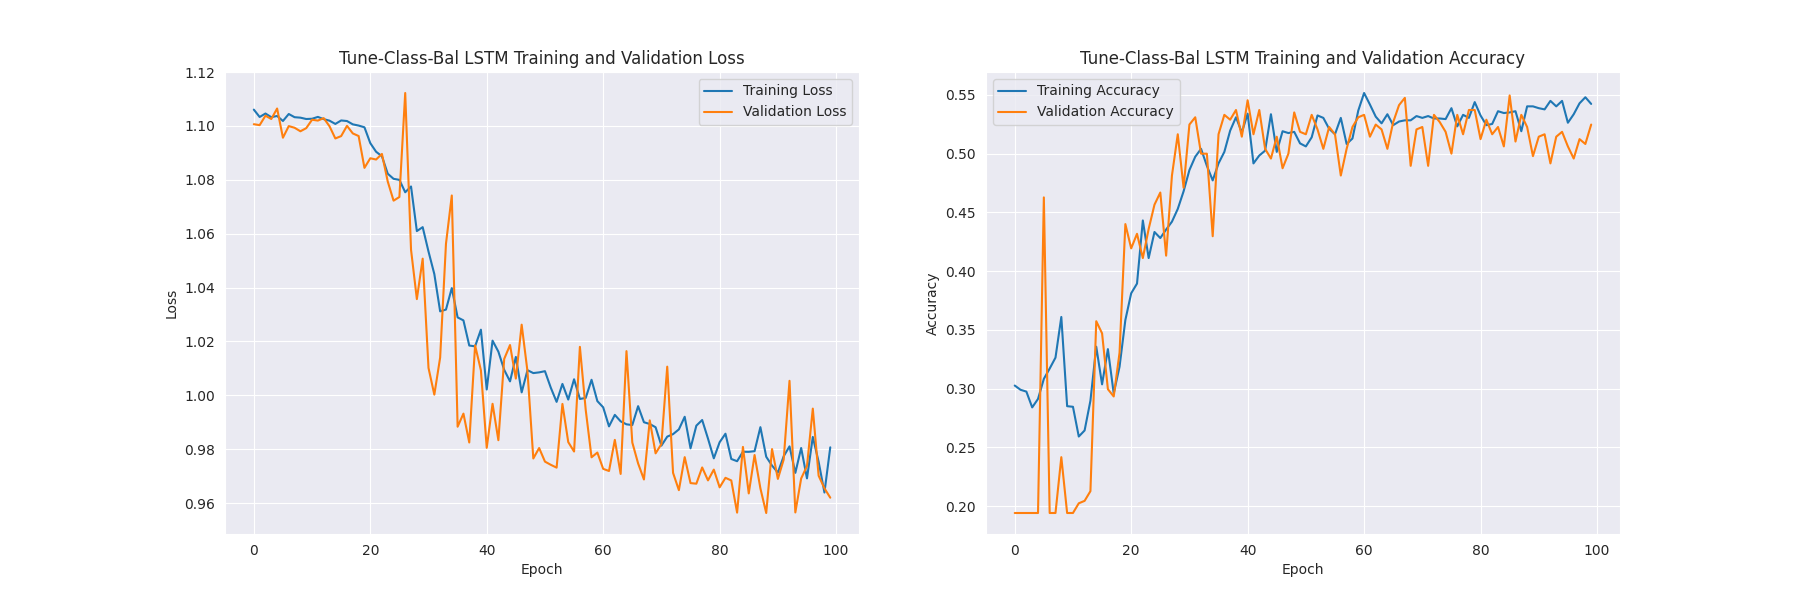 Tune-Class-Bal LSTM Training and Validation Loss
Training Loss
Validation Loss
1.12
1.10
1.08
1.06
1.04
1.02
1.00
0.98
0.96
Loss
0 20 40 60 80 100
Epoch
Tune-Class-Bal LSTM Training and Validation Accuracy
Training Accuracy
Validation Accuracy
0.55
0.50
0.45
0.40
0.35
0.30
0.25
0.20
Accuracy
0 20 40 60 80 100
Epoch